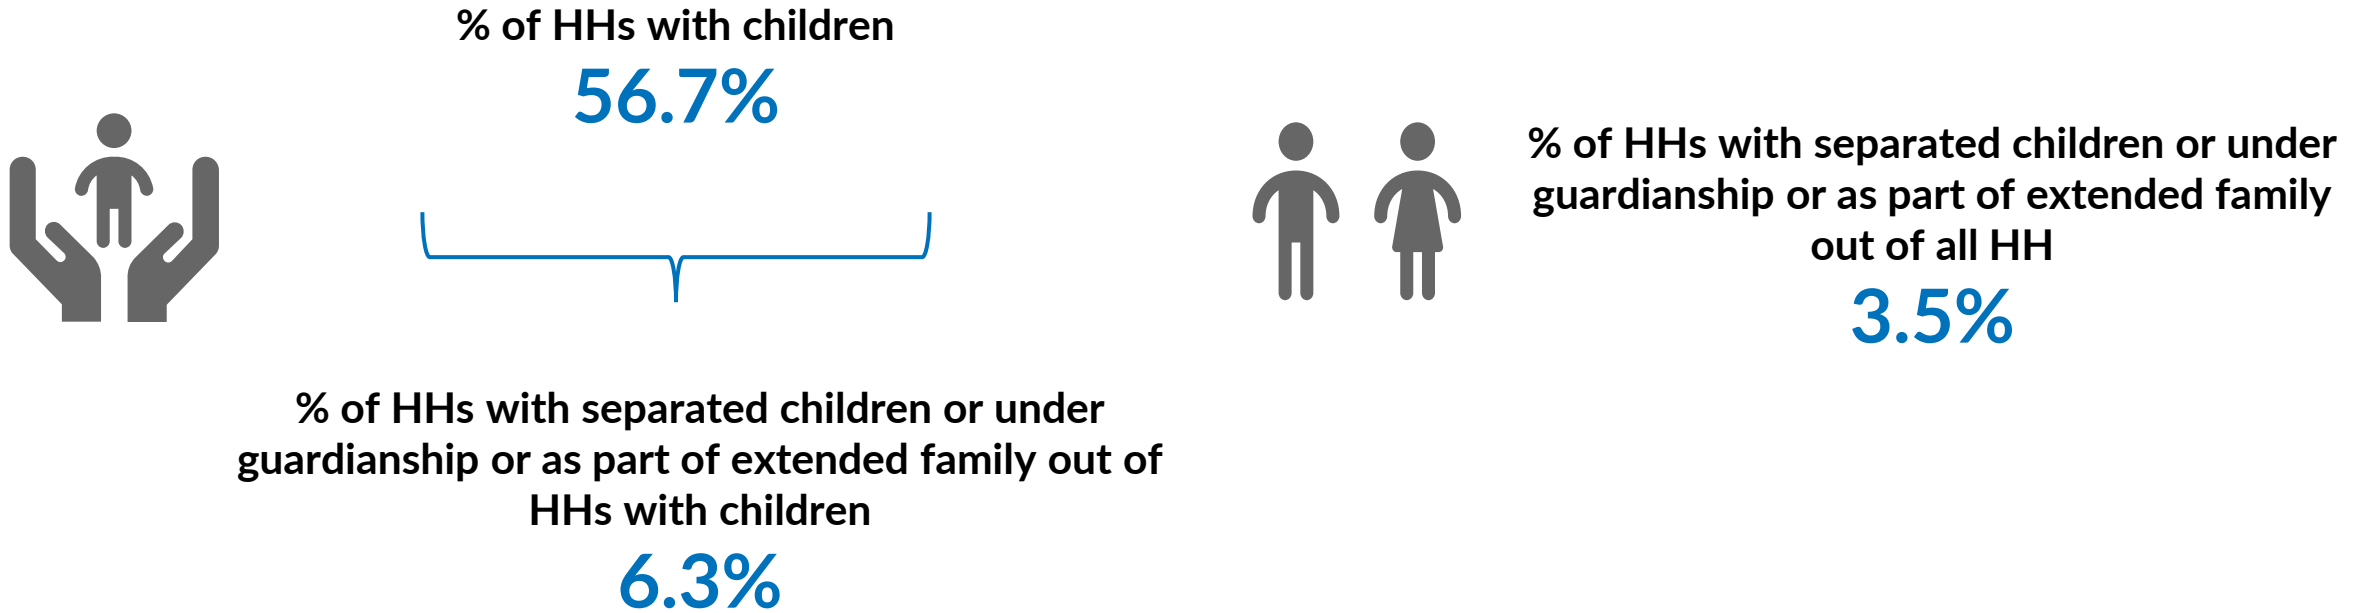 % of HHs with children
56.7%
% of HHs with separated children or under
guardianship or as part of extended family out of
HHs with children
6.3%
% of HHs with separated children or under
guardianship or as part of extended family
out of all HH
3.5%